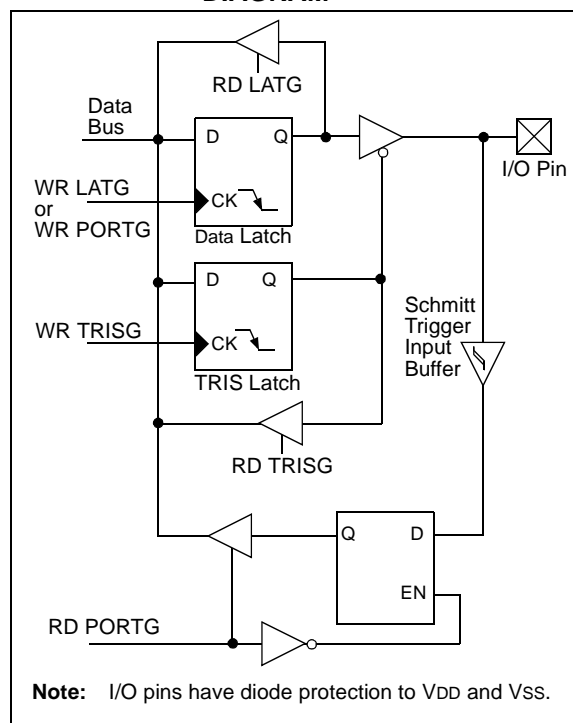 RD LATG
Data
Bus
D Q
I/O Pin
WR LATG
or
WR PORTG
CK
Data Latch
D Q
Schmitt
Trigger
Input
Buffer
WR TRISG
CK
TRIS Latch
RD TRISG
Q D
EN
RD PORTG
Note: I/O pins have diode protection to VDD and VSS.